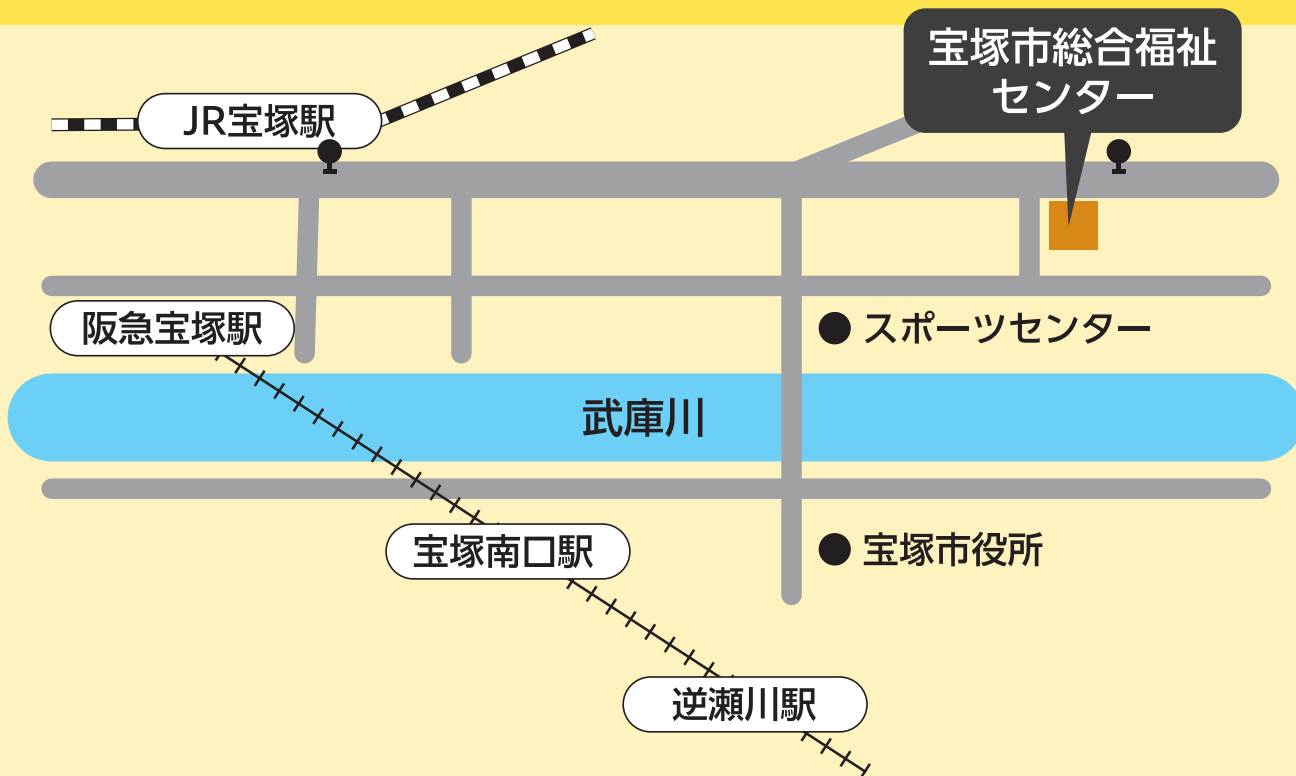 宝塚市総合福祉
センター
JR宝塚駅
阪急宝塚駅
スポーツセンター
武庫川
宝塚南口駅
宝塚市役所
逆瀬川駅